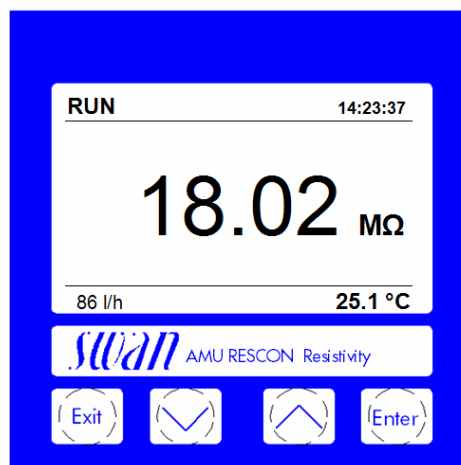 RUN 14:23:37
18.02 MΩ
86 l/h 25.1 °C
swan AMU RESCON Resistivity
Exit Enter